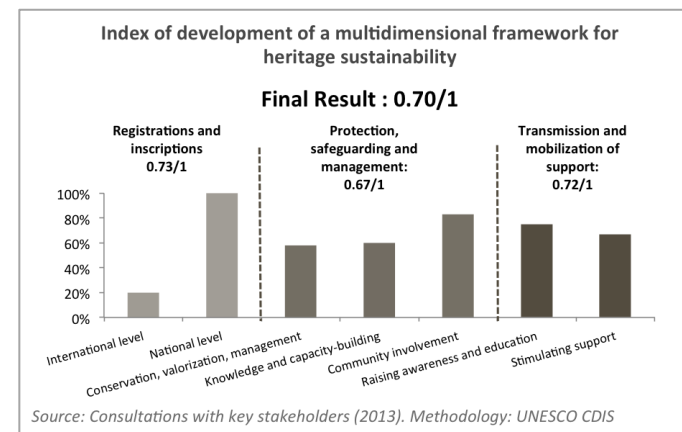 Index of development of a multidimensional framework for
heritage sustainability
Final Result : 0.70/1
Registrations and
inscriptions
0.73/1
Protection,
safeguarding and
management:
0.67/1
Transmission and
mobilization of
support:
0.72/1
100%
80%
60%
40%
20%
0%
International level
National level
Conservation, valorization, management
Knowledge and capacity-building
Community involvement
Raising awareness and education
Stimulating support
Source: Consultations with key stakeholders (2013). Methodology: UNESCO CDIS